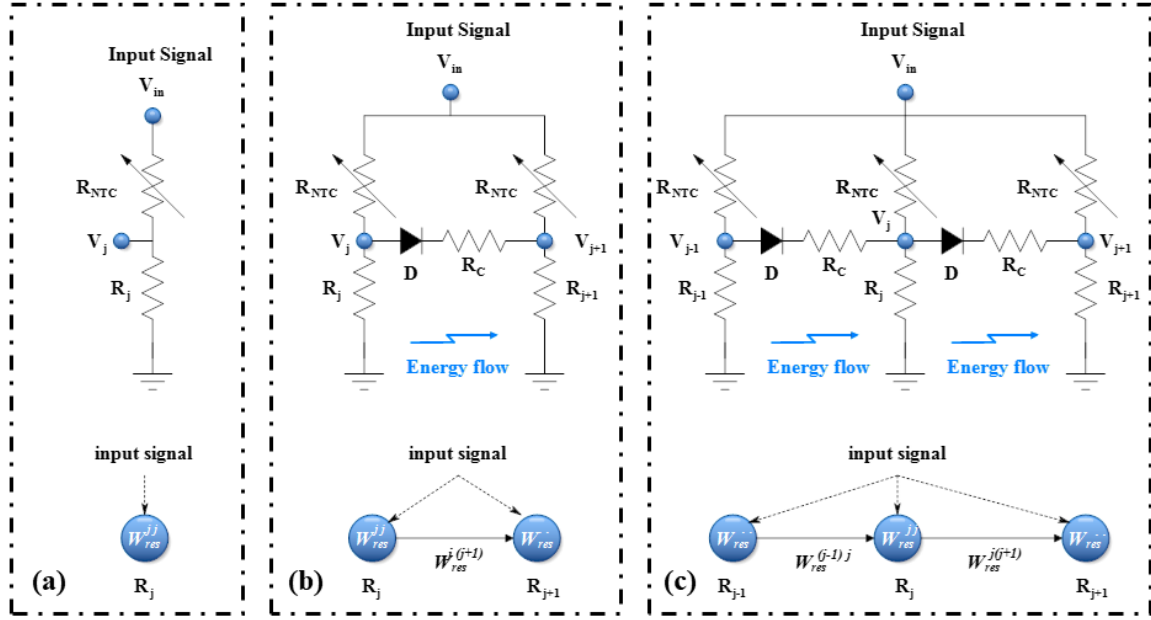 Input Signal
V_in
R_NTC
V_j
R_j
input signal
W_res^jj
(a)
R_j
Input Signal
V_in
R_NTC R_NTC
V_j V_j+1
D R_C
R_j R_j+1
Energy flow
input signal
W_res^jj W_res
W_res^j(j+1)
(b)
R_j R_j+1
Input Signal
V_in
R_NTC R_NTC R_NTC
V_j
V_j-1 V_j+1
D R_C D R_C
R_j-1 R_j R_j+1
Energy flow Energy flow
input signal
W_res W_res^jj W_res
W_res^(j-1) j W_res^j(j+1)
(c)
R_j-1 R_j R_j+1